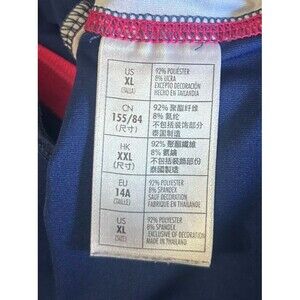 US
XL
(TALLA)
92% POLIÉSTER
8% LICRA
EXCEPTO DECORACIÓN
HECHO EN TAILANDIA
CN
155/84
(尺寸)
92% 聚酯纤维
8% 氨纶
不包括装饰部分
泰国制造
HK
XXL
(尺寸)
92% 聚酯纖維
8% 氨綸
不包括裝飾部分
泰國製造
EU
14A
(TAILLE)
92% POLYESTER
8% SPANDEX
SAUF DÉCORATION
FABRIQUÉ EN THAÏLANDE
US
XL
(SIZE)
92% POLYESTER
8% SPANDEX
EXCLUSIVE OF DECORATION
MADE IN THAILAND